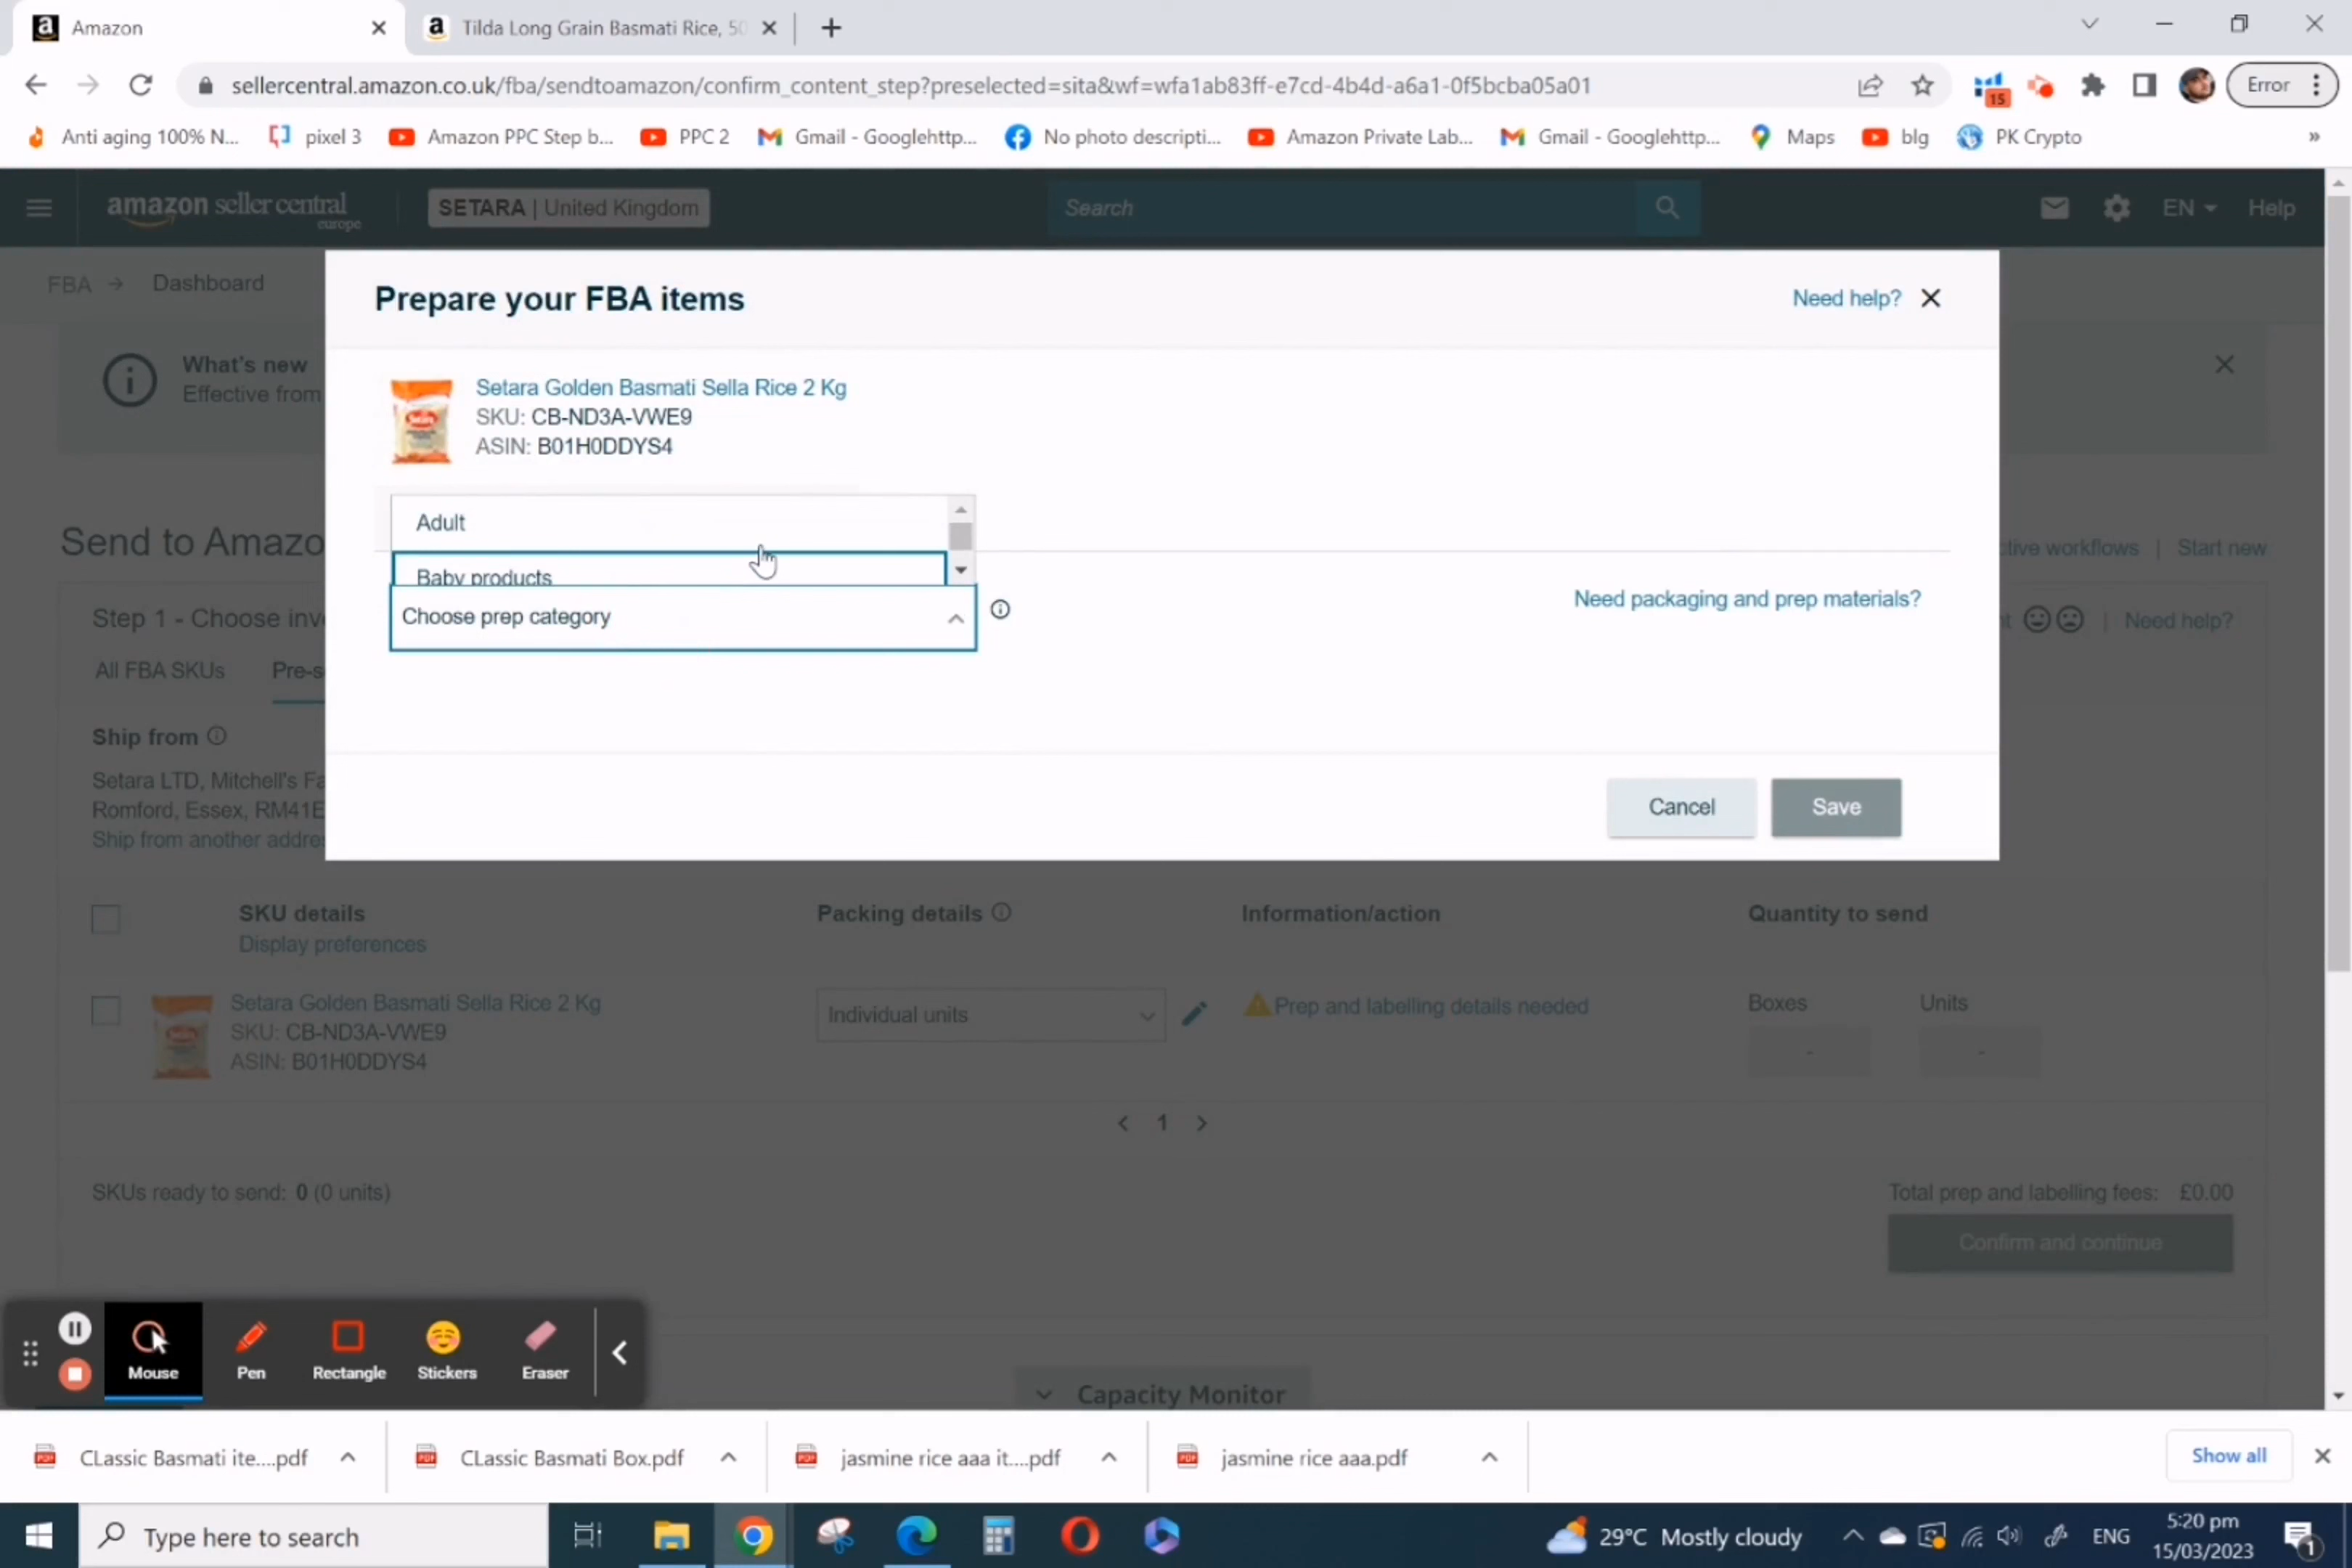 Amazon
Tilda Long Grain Basmati Rice, 50
sellercentral.amazon.co.uk/fba/sendtoamazon/confirm_content_step?preselected=sita&wf=wfa1ab83ff-e7cd-4b4d-a6a1-0f5bcba05a01
15
Error
Anti aging 100% N...
pixel 3
Amazon PPC Step b...
PPC 2
Gmail - Googlehttp...
No photo descripti...
Amazon Private Lab...
Gmail - Googlehttp...
Maps
blg
PK Crypto
»
amazon seller central
europe
SETARA | United Kingdom
Search
EN
Help
FBA → Dashboard
Prepare your FBA items
Need help?
What's new
Effective from
Setara Golden Basmati Sella Rice 2 Kg
SKU: CB-ND3A-VWE9
ASIN: B01H0DDYS4
Adult
Baby products
Choose prep category
Need packaging and prep materials?
Cancel
Save
Send to Amazo
tive workflows | Start new
Step 1 - Choose inv
t | Need help?
All FBA SKUs
Pre-s
Ship from
Setara LTD, Mitchell's Fa
Romford, Essex, RM41E
Ship from another addre
SKU details
Packing details
Information/action
Quantity to send
Display preferences
Setara Golden Basmati Sella Rice 2 Kg
SKU: CB-ND3A-VWE9
ASIN: B01H0DDYS4
Individual units
Prep and labelling details needed
Boxes
Units
-
-
< 1 >
SKUs ready to send: 0 (0 units)
Total prep and labelling fees: £0.00
Confirm and continue
Mouse
Pen
Rectangle
Stickers
Eraser
Capacity Monitor
CLassic Basmati ite....pdf
CLassic Basmati Box.pdf
jasmine rice aaa it....pdf
jasmine rice aaa.pdf
Show all
Type here to search
29°C Mostly cloudy
ENG
5:20 pm
15/03/2023
1